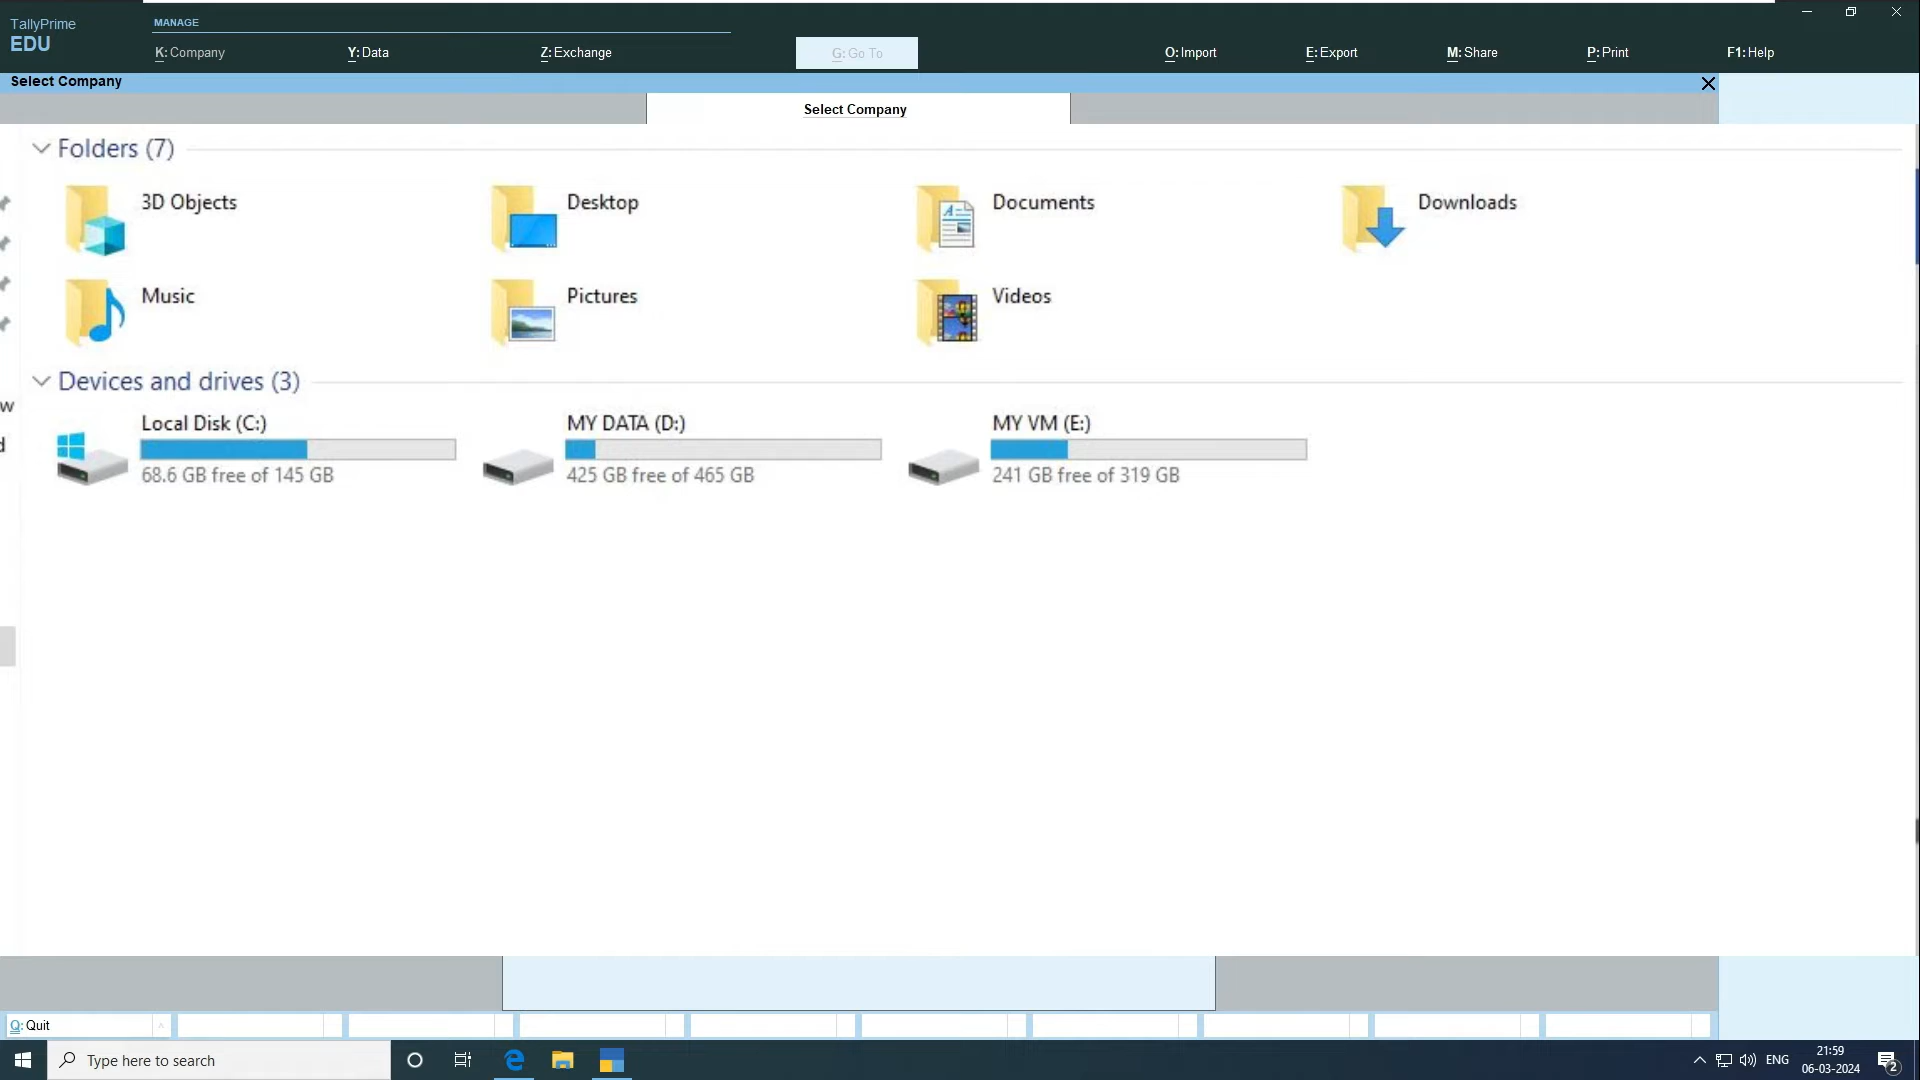 TallyPrime
EDU
MANAGE
K: Company
Y: Data
Z: Exchange
G: Go To
O: Import
E: Export
M: Share
P: Print
F1: Help
Select Company
Select Company
Folders (7)
3D Objects
Desktop
Documents
Downloads
Music
Pictures
Videos
Devices and drives (3)
Local Disk (C:)
68.6 GB free of 145 GB
MY DATA (D:)
425 GB free of 465 GB
MY VM (E:)
241 GB free of 319 GB
w
d
Q: Quit
Type here to search
ENG
21:59
06-03-2024
2